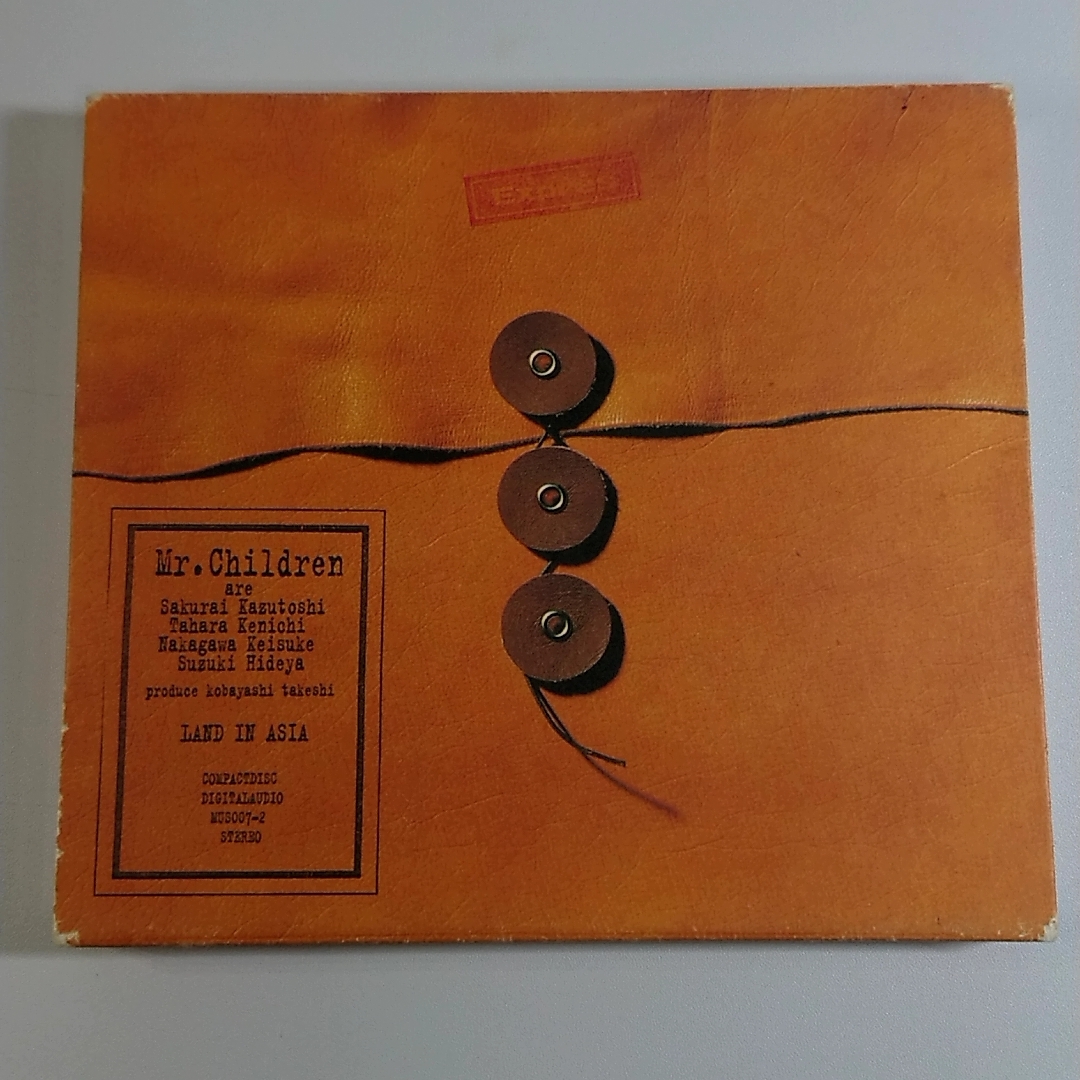 Mr.Children
are
Sakurai Kazutoshi
Tahara Kenichi
Nakagawa Keisuke
Suzuki Hideya
produce kobayashi takeshi
LAND IN ASIA
COMPACTDISC
DIGITALAUDIO
MUS007-2
STEREO